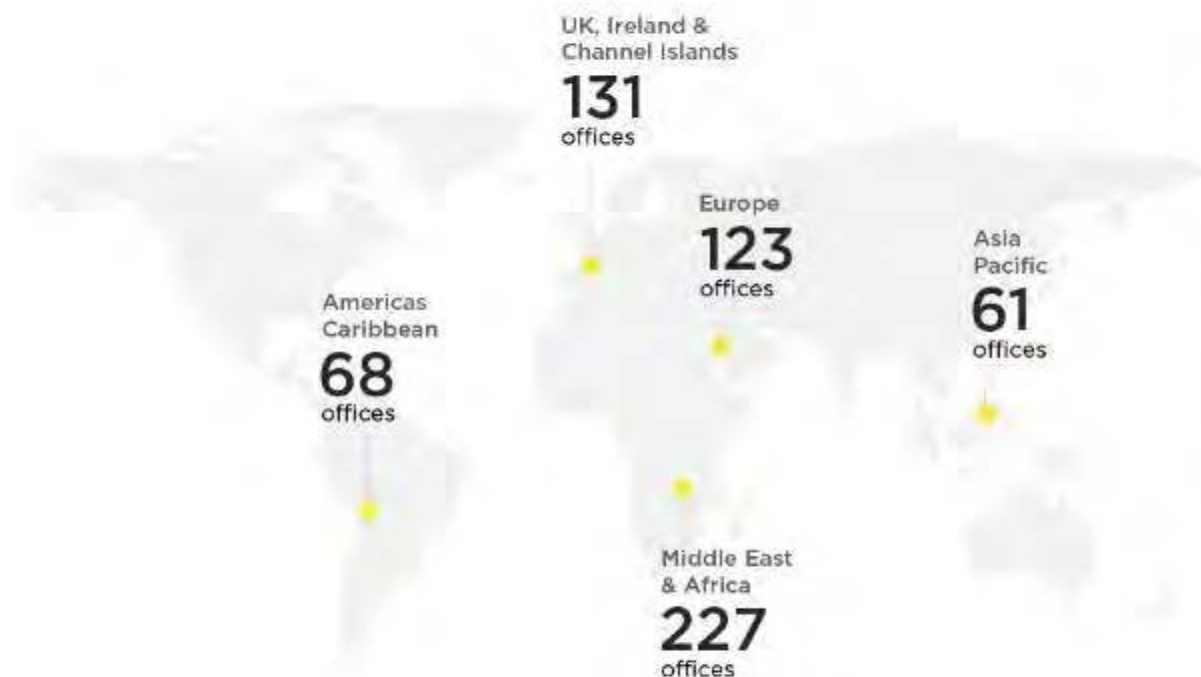 UK, Ireland &
Channel Islands
131
offices
Europe
123
offices
Asia
Pacific
61
offices
Americas
Caribbean
68
offices
Middle East
& Africa
227
offices